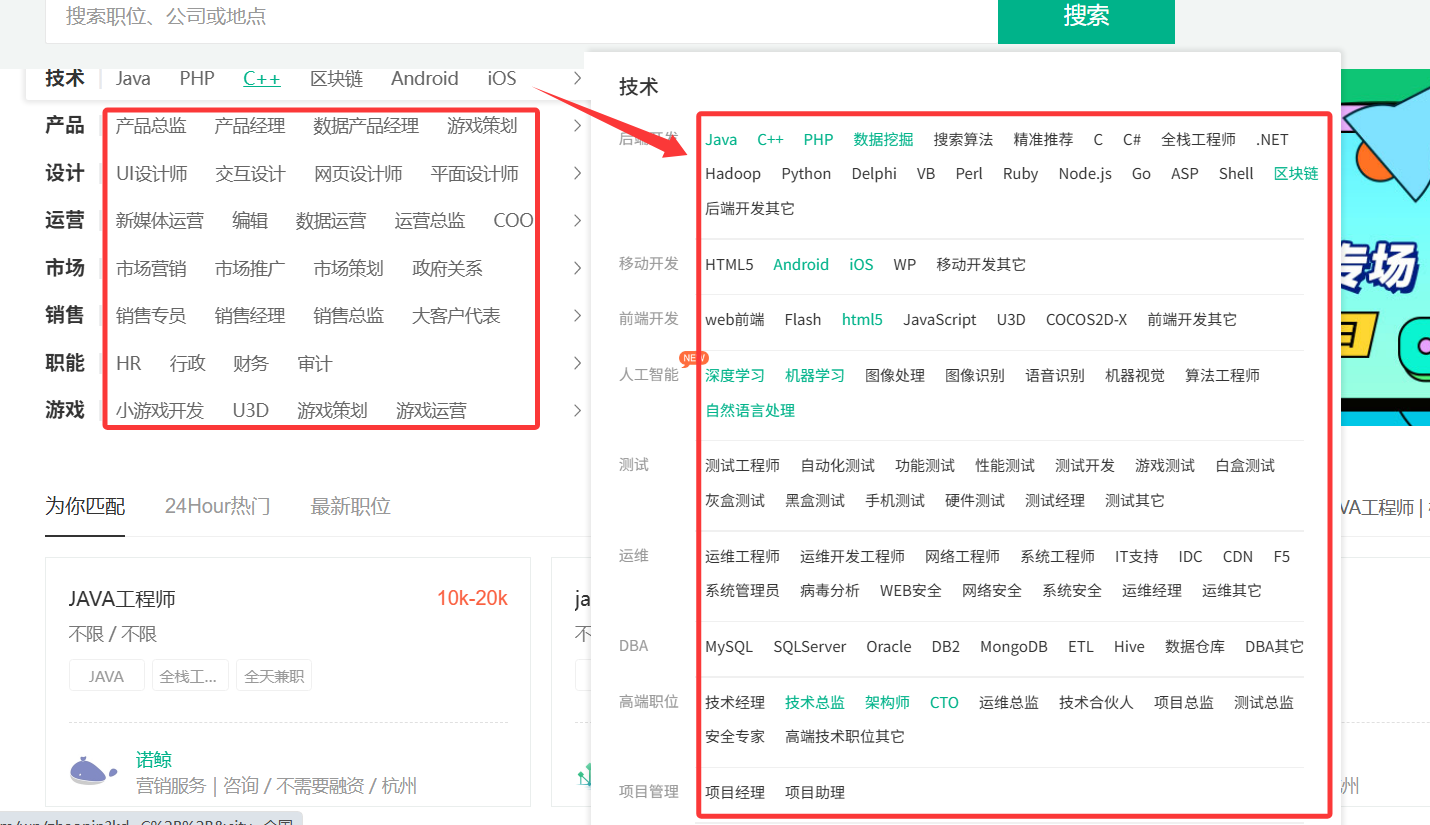 搜索职位、公司或地点
搜索
技术 Java PHP C++ 区块链 Android iOS
产品 产品总监 产品经理 数据产品经理 游戏策划
设计 UI设计师 交互设计 网页设计师 平面设计师
运营 新媒体运营 编辑 数据运营 运营总监 COO
市场 市场营销 市场推广 市场策划 政府关系
销售 销售专员 销售经理 销售总监 大客户代表
职能 HR 行政 财务 审计
游戏 小游戏开发 U3D 游戏策划 游戏运营
技术
后端开发 Java C++ PHP 数据挖掘 搜索算法 精准推荐 C C# 全栈工程师 .NET
Hadoop Python Delphi VB Perl Ruby Node.js Go ASP Shell 区块链
后端开发其它
移动开发 HTML5 Android iOS WP 移动开发其它
前端开发 web前端 Flash html5 JavaScript U3D COCOS2D-X 前端开发其它
NEW
人工智能 深度学习 机器学习 图像处理 图像识别 语音识别 机器视觉 算法工程师
自然语言处理
测试 测试工程师 自动化测试 功能测试 性能测试 测试开发 游戏测试 白盒测试
灰盒测试 黑盒测试 手机测试 硬件测试 测试经理 测试其它
运维 运维工程师 运维开发工程师 网络工程师 系统工程师 IT支持 IDC CDN F5
系统管理员 病毒分析 WEB安全 网络安全 系统安全 运维经理 运维其它
DBA MySQL SQLServer Oracle DB2 MongoDB ETL Hive 数据仓库 DBA其它
高端职位 技术经理 技术总监 架构师 CTO 运维总监 技术合伙人 项目总监 测试总监
安全专家 高端技术职位其它
项目管理 项目经理 项目助理
专场
日
为你匹配 24Hour热门 最新职位
VA工程师 |
JAVA工程师 10k-20k
不限 / 不限
JAVA 全栈工... 全天兼职
诺鲸
营销服务 | 咨询 / 不需要融资 / 杭州
ja
不
州